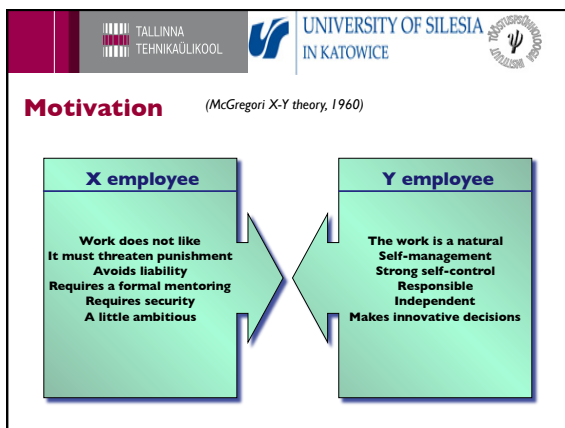 TALLINNA
TEHNIKAÜLIKOOL
UNIVERSITY OF SILESIA
IN KATOWICE
TÖÖSTUSPSÜHHOLOOGIA
INSTITUUT
Motivation
(McGregori X-Y theory, 1960)
X employee
Work does not like
It must threaten punishment
Avoids liability
Requires a formal mentoring
Requires security
A little ambitious
Y employee
The work is a natural
Self-management
Strong self-control
Responsible
Independent
Makes innovative decisions